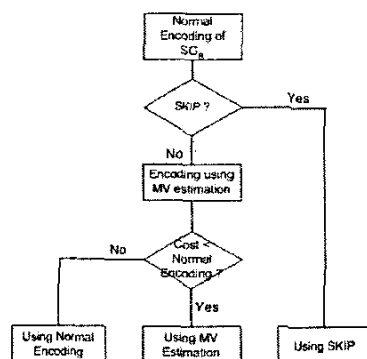 Normal
Encoding of
SC₈
SKIP ?
Yes
No
Encoding using
MV estimation
Cost <
Normal
Encoding ?
No
Yes
Using Normal
Encoding
Using MV
Estimation
Using SKIP